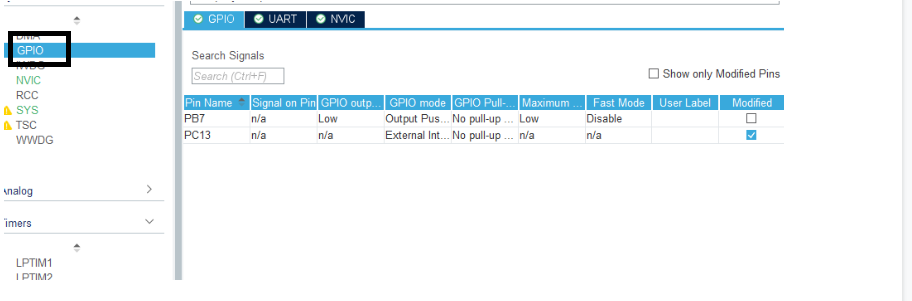 GPIO UART NVIC
DMA
GPIO
IWDG
NVIC
RCC
SYS
TSC
WWDG
Analog
Timers
LPTIM1
LPTIM2
Search Signals
Search (Ctrl+F)
Show only Modified Pins
Pin Name Signal on Pin GPIO outp... GPIO mode GPIO Pull-... Maximum ... Fast Mode User Label Modified
PB7 n/a Low Output Pus... No pull-up ... Low Disable
PC13 n/a n/a External Int... No pull-up ... n/a n/a